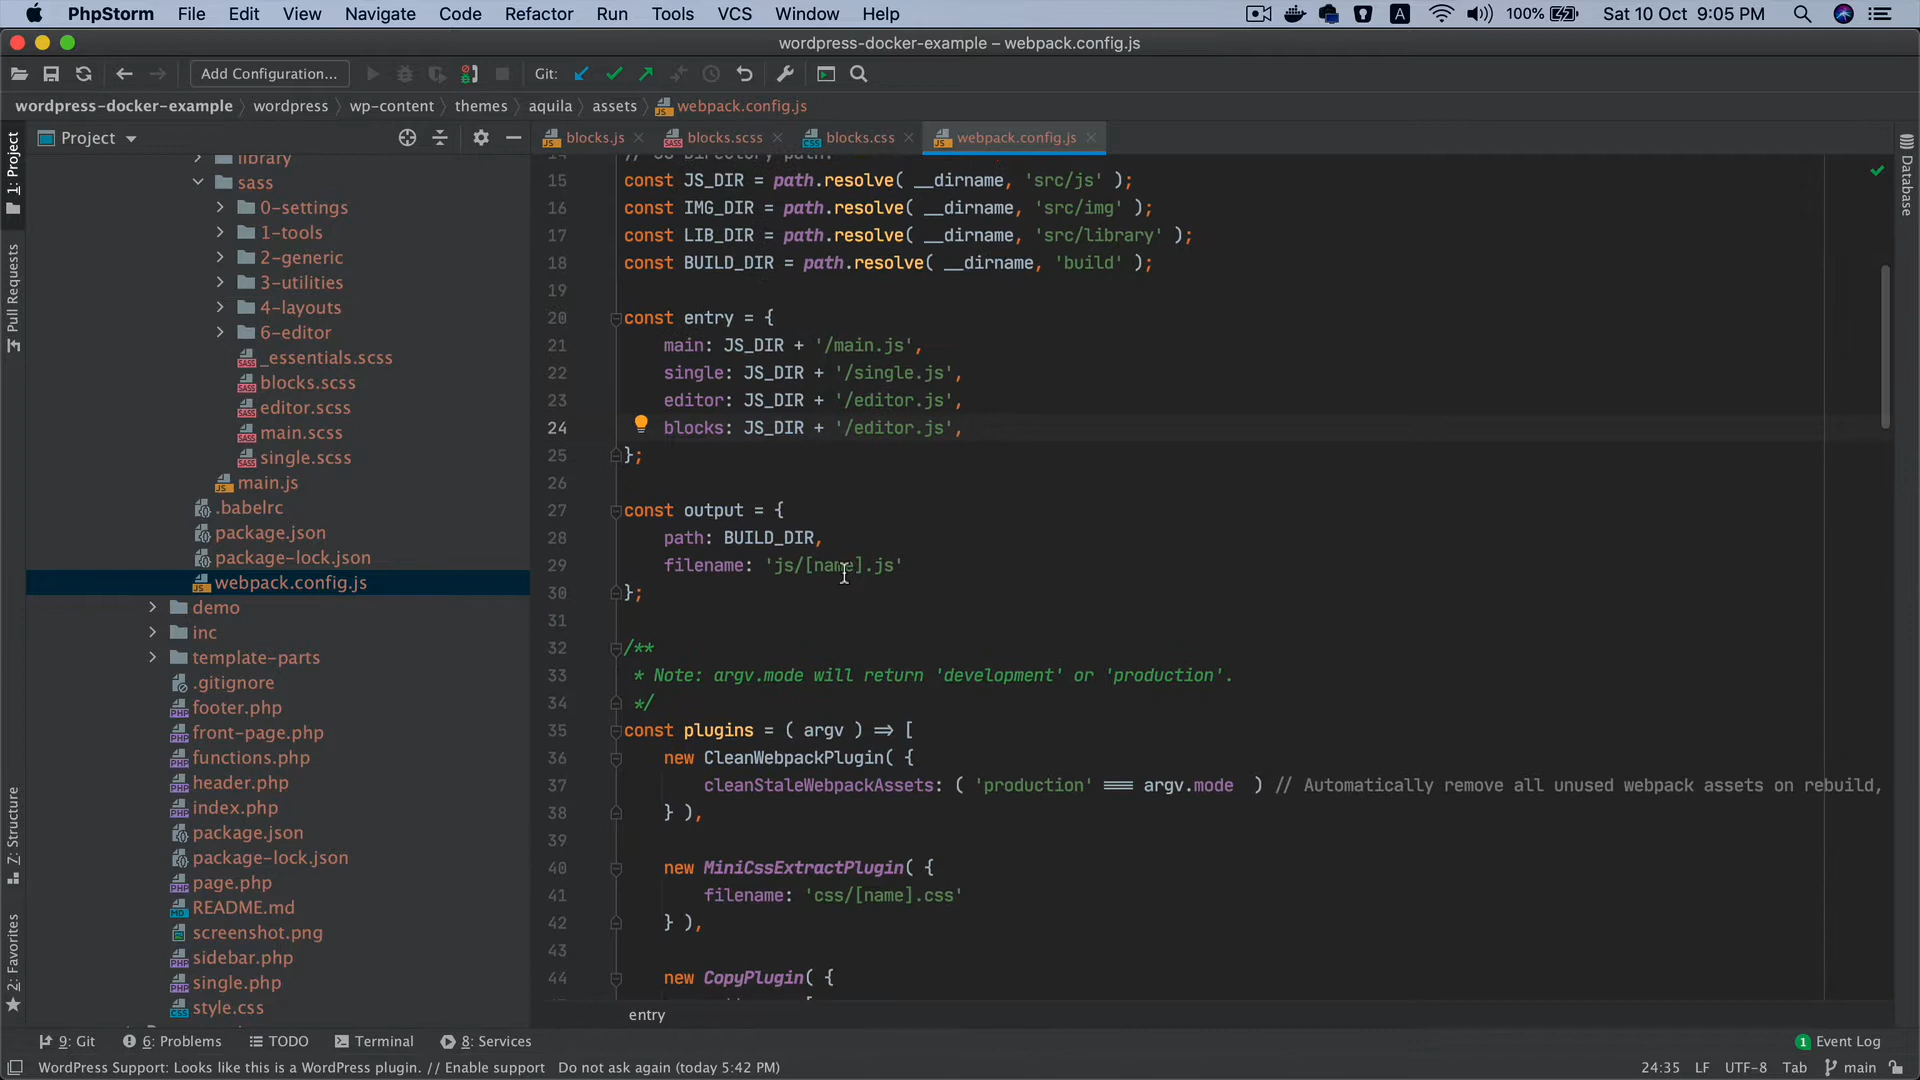 PhpStorm File Edit View Navigate Code Refactor Run Tools VCS Window Help A 100% Sat 10 Oct 9:05 PM
wordpress-docker-example – webpack.config.js
Add Configuration... Git:
wordpress-docker-example wordpress wp-content themes aquila assets webpack.config.js
1: Project
Pull Requests
7: Structure
2: Favorites
Project
library
sass
0-settings
1-tools
2-generic
3-utilities
4-layouts
6-editor
_essentials.scss
blocks.scss
editor.scss
main.scss
single.scss
main.js
.babelrc
package.json
package-lock.json
webpack.config.js
demo
inc
template-parts
.gitignore
footer.php
front-page.php
functions.php
header.php
index.php
package.json
package-lock.json
page.php
README.md
screenshot.png
sidebar.php
single.php
style.css
blocks.js blocks.scss blocks.css webpack.config.js
15 const JS_DIR = path.resolve( __dirname, 'src/js' );
16 const IMG_DIR = path.resolve( __dirname, 'src/img' );
17 const LIB_DIR = path.resolve( __dirname, 'src/library' );
18 const BUILD_DIR = path.resolve( __dirname, 'build' );
19
20 const entry = {
21 main: JS_DIR + '/main.js',
22 single: JS_DIR + '/single.js',
23 editor: JS_DIR + '/editor.js',
24 blocks: JS_DIR + '/editor.js',
25 };
26
27 const output = {
28 path: BUILD_DIR,
29 filename: 'js/[name].js'
30 };
31
32 /**
33 * Note: argv.mode will return 'development' or 'production'.
34 */
35 const plugins = ( argv ) => [
36 new CleanWebpackPlugin( {
37 cleanStaleWebpackAssets: ( 'production' === argv.mode ) // Automatically remove all unused webpack assets on rebuild,
38 } ),
39
40 new MiniCssExtractPlugin( {
41 filename: 'css/[name].css'
42 } ),
43
44 new CopyPlugin( {
entry
Database
9: Git 6: Problems TODO Terminal 8: Services 1 Event Log
WordPress Support: Looks like this is a WordPress plugin. // Enable support Do not ask again (today 5:42 PM) 24:35 LF UTF-8 Tab main